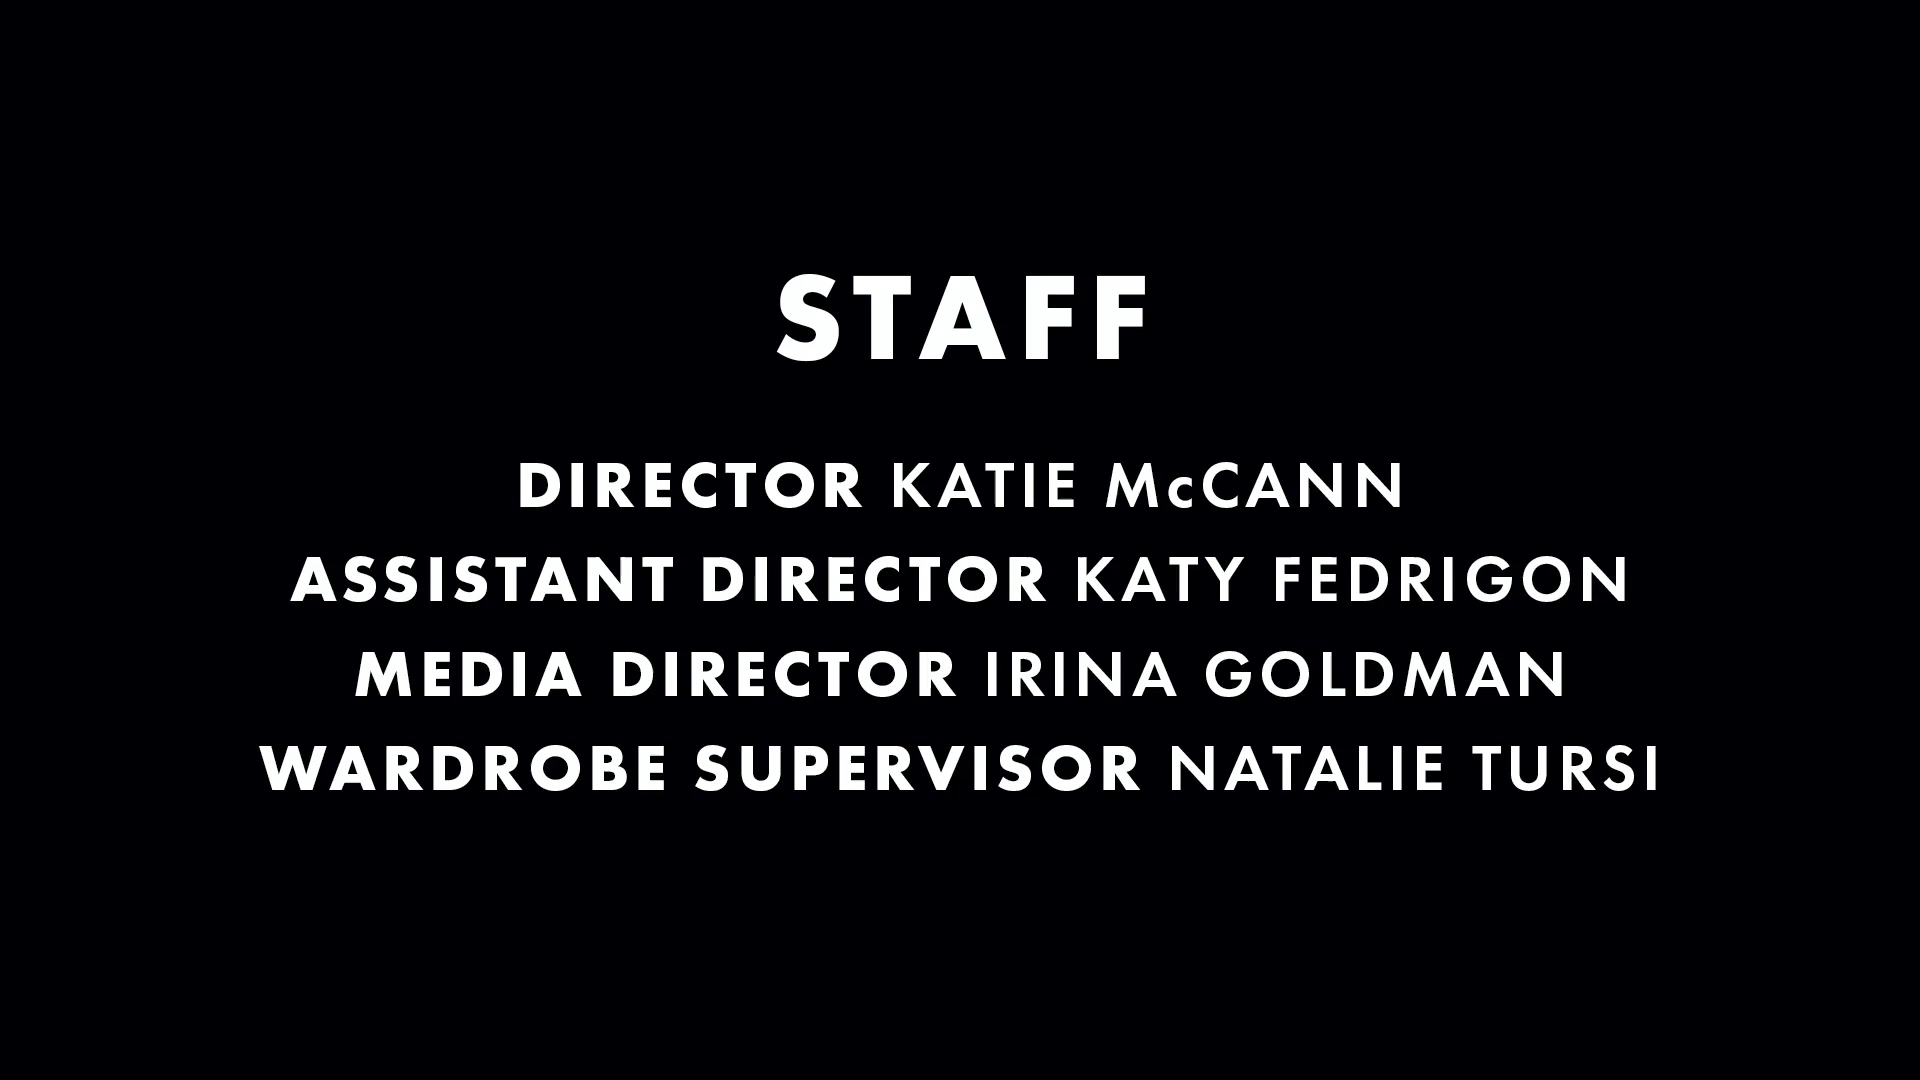 STAFF
DIRECTOR KATIE McCANN
ASSISTANT DIRECTOR KATY FEDRIGON
MEDIA DIRECTOR IRINA GOLDMAN
WARDROBE SUPERVISOR NATALIE TURSI